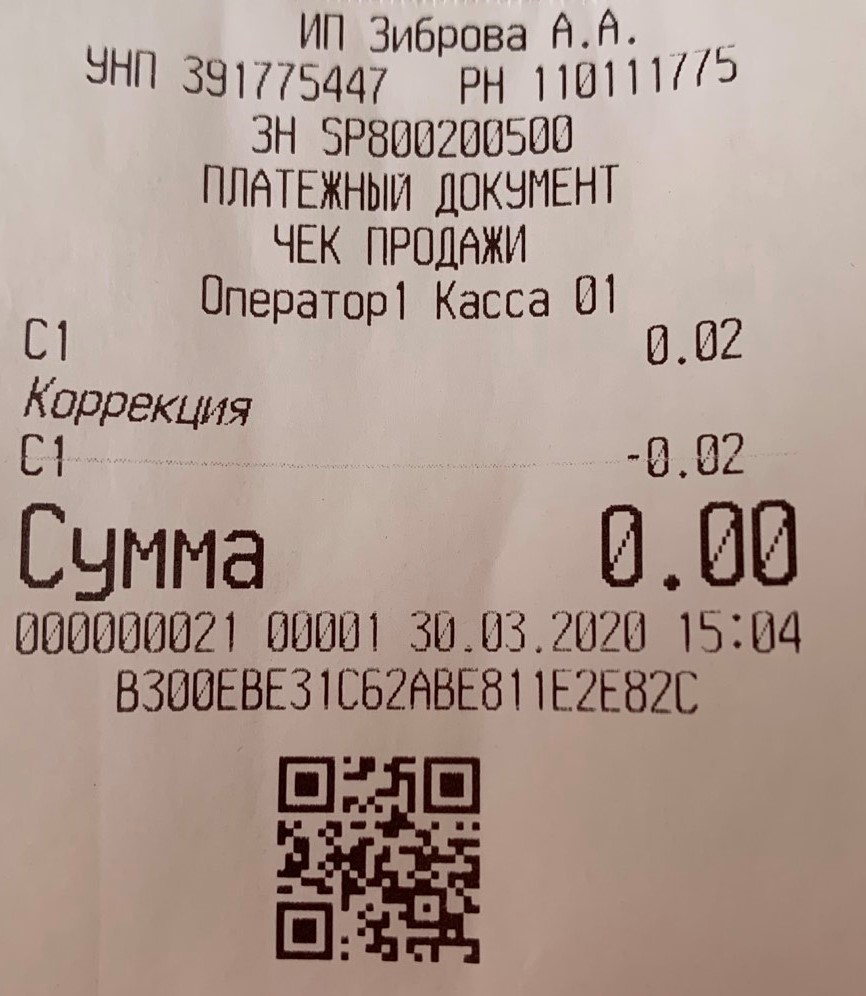 ИП Зиброва А.А.
УНП 391775447 РН 110111775
ЗН SP800200500
ПЛАТЕЖНЫЙ ДОКУМЕНТ
ЧЕК ПРОДАЖИ
Оператор1 Касса 01
С1 0.02
Коррекция
С1 -0.02
Сумма 0.00
000000021 00001 30.03.2020 15:04
B300EBE31C62ABE811E2E82C